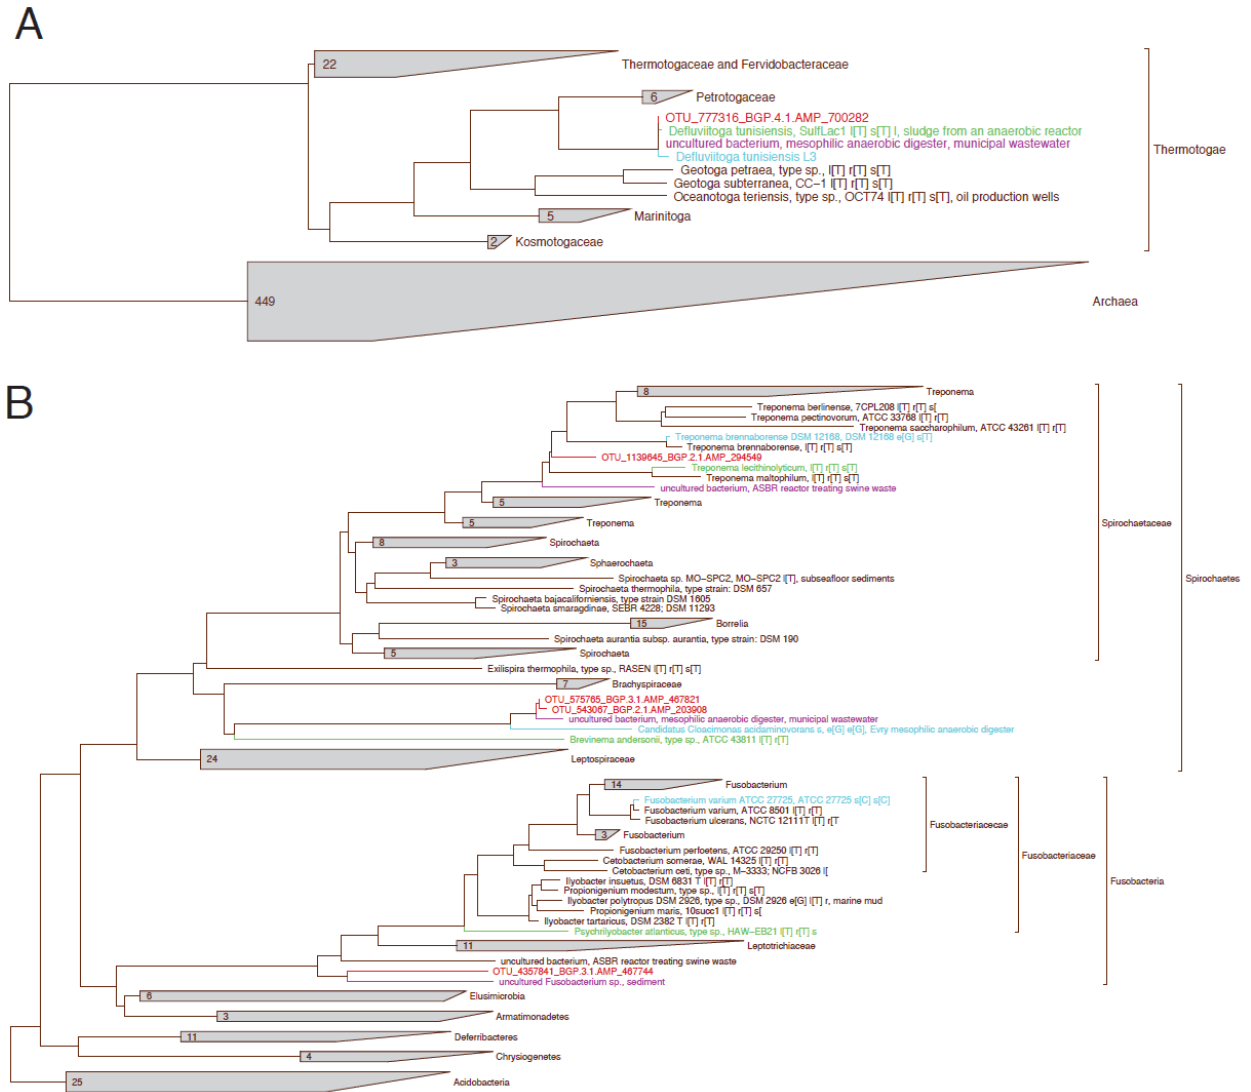 A
22
Thermotogaceae and Fervidobacteraceae
6
Petrotogaceae
OTU_777316_BGP.4.1.AMP_700282
Defluviitoga tunisiensis, SulfLac1 l[T] s[T] l, sludge from an anaerobic reactor
uncultured bacterium, mesophilic anaerobic digester, municipal wastewater
Thermotogae
Defluviitoga tunisiensis L3
Geotoga petraea, type sp., l[T] r[T] s[T]
Geotoga subterranea, CC−1 l[T] r[T] s[T]
Oceanotoga teriensis, type sp., OCT74 l[T] r[T] s[T], oil production wells
5
Marinitoga
2
Kosmotogaceae
449
Archaea
B
8
Treponema
Treponema berlinense, 7CPL208 l[T] r[T] s[
Treponema pectinovorum, ATCC 33768 l[T] r[T]
Treponema saccharophilum, ATCC 43261 l[T] r[T]
Treponema brennaborense DSM 12168, DSM 12168 e[G] s[T]
Treponema brennaborense, l[T] r[T] s[T]
OTU_1139645_BGP.2.1.AMP_294549
Treponema lecithinolyticum, l[T] r[T] s[T]
Treponema maltophilum, l[T] r[T] s[T]
uncultured bacterium, ASBR reactor treating swine waste
5
Treponema
5
Treponema
Spirochaetaceae
8
Spirochaeta
3
Sphaerochaeta
Spirochaetes
Spirochaeta sp. MO−SPC2, MO−SPC2 l[T], subseafloor sediments
Spirochaeta thermophila, type strain: DSM 657
Spirochaeta bajacaliforniensis, type strain DSM 1605
Spirochaeta smaragdinae, SEBR 4228; DSM 11293
15
Borrelia
Spirochaeta aurantia subsp. aurantia, type strain: DSM 190
5
Spirochaeta
Exilispira thermophila, type sp., RASEN l[T] r[T] s[T]
7
Brachyspiraceae
OTU_575765_BGP.3.1.AMP_467821
OTU_543067_BGP.2.1.AMP_203908
uncultured bacterium, mesophilic anaerobic digester, municipal wastewater
Candidatus Cloacimonas acidaminovorans s, e[G] e[G], Evry mesophilic anaerobic digester
Brevinema andersonii, type sp., ATCC 43811 l[T] r[T]
24
Leptospiraceae
14
Fusobacterium
Fusobacterium varium ATCC 27725, ATCC 27725 s[C] s[C]
Fusobacterium varium, ATCC 8501 l[T] r[T]
Fusobacterium ulcerans, NCTC 12111T l[T] r[T
Fusobacteriacecae
3
Fusobacterium
Fusobacterium perfoetens, ATCC 29250 l[T] r[T]
Fusobacteriaceae
Cetobacterium somerae, WAL 14325 l[T] r[T]
Cetobacterium ceti, type sp., M−3333; NCFB 3026 l[
Ilyobacter insuetus, DSM 6831 T l[T] r[T]
Fusobacteria
Propionigenium modestum, type sp., l[T] r[T] s[T]
Ilyobacter polytropus DSM 2926, type sp., DSM 2926 e[G] l[T] r, marine mud
Propionigenium maris, 10succ1 l[T] r[T] s[
Ilyobacter tartaricus, DSM 2382 T l[T] r[T]
Psychrilyobacter atlanticus, type sp., HAW−EB21 l[T] r[T] s
11
Leptotrichiaceae
uncultured bacterium, ASBR reactor treating swine waste
OTU_4357841_BGP.3.1.AMP_467744
uncultured Fusobacterium sp., sediment
6
Elusimicrobia
3
Armatimonadetes
11
Deferribacteres
4
Chrysiogenetes
25
Acidobacteria